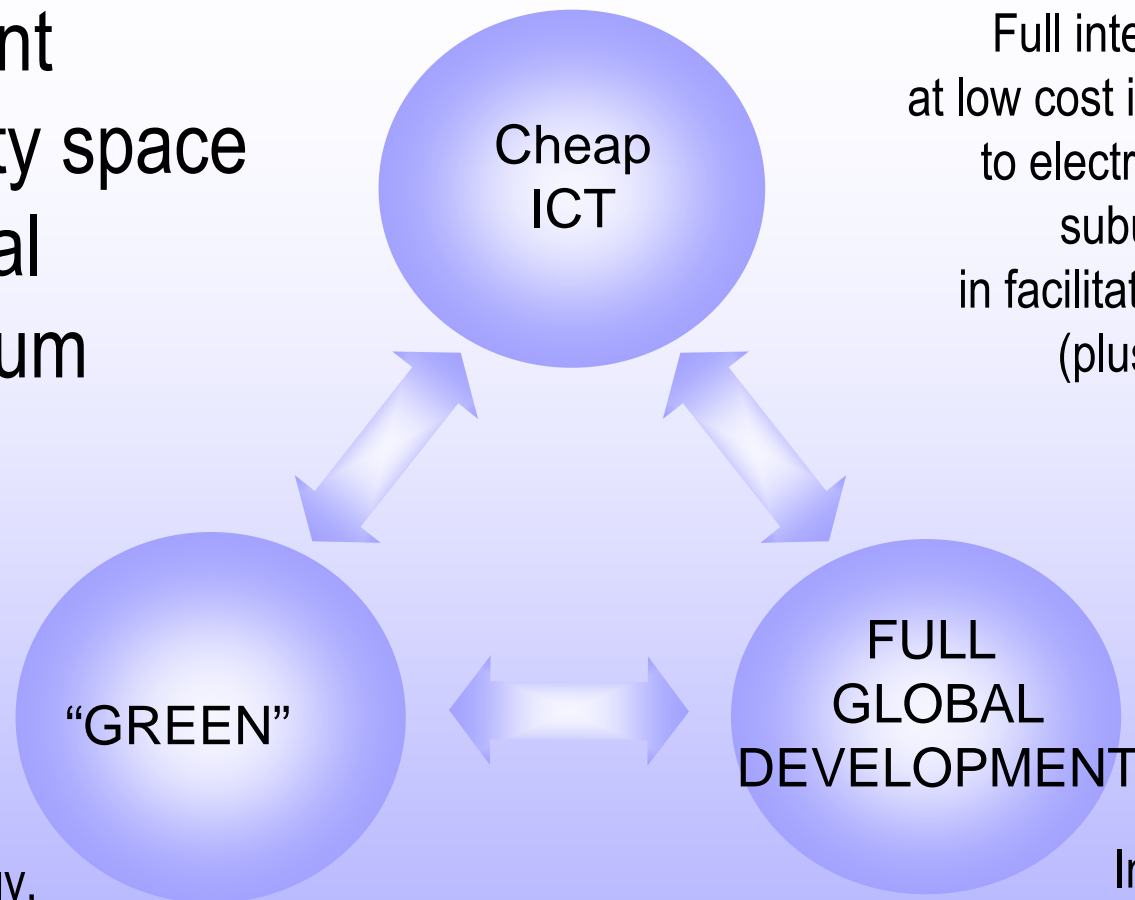 nt
ty space
al
um
Cheap
ICT
Full inte
at low cost i
to electr
subu
in facilitat
(plus
“GREEN”
FULL
GLOBAL
DEVELOPMENT
gy,
In